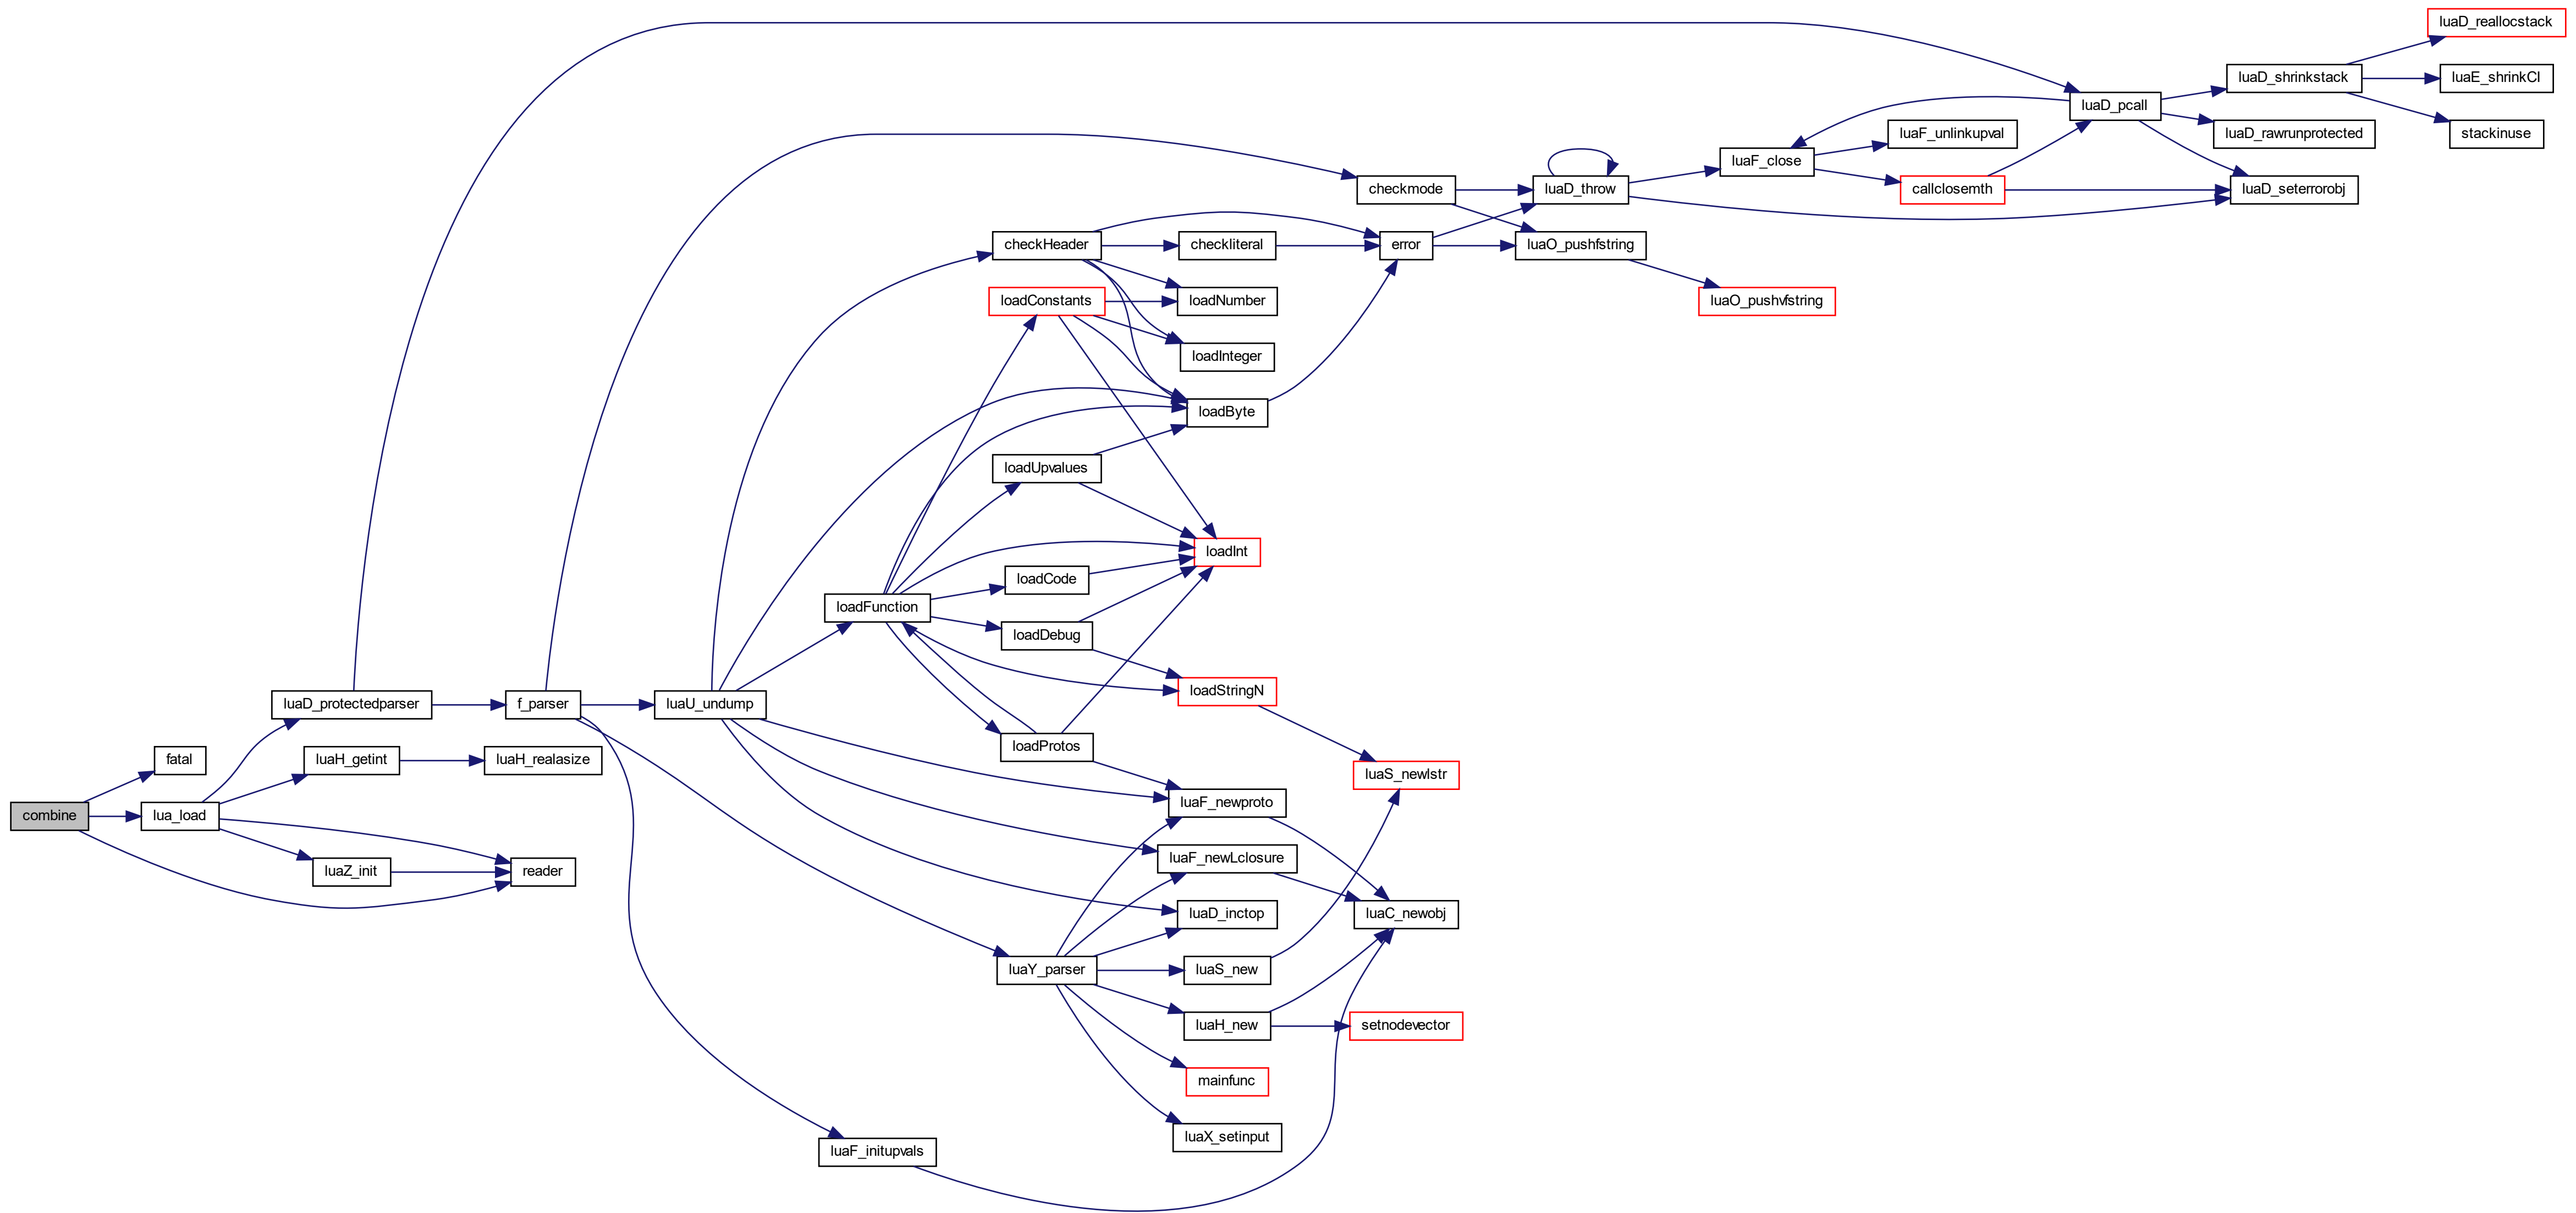 combine
fatal
lua_load
luaD_protectedparser
luaH_getint
luaZ_init
reader
luaH_realasize
f_parser
luaU_undump
checkmode
checkHeader
loadConstants
loadFunction
loadUpvalues
loadCode
loadDebug
loadProtos
luaY_parser
luaF_initupvals
checkliteral
loadNumber
loadInteger
loadByte
loadInt
loadStringN
luaF_newproto
luaF_newLclosure
luaD_inctop
luaS_new
luaH_new
mainfunc
luaX_setinput
error
luaS_newlstr
luaC_newobj
setnodevector
luaD_throw
luaO_pushfstring
luaO_pushvfstring
luaF_close
luaF_unlinkupval
callclosemth
luaD_pcall
luaD_shrinkstack
luaD_rawrunprotected
luaD_seterrorobj
luaD_reallocstack
luaE_shrinkCI
stackinuse